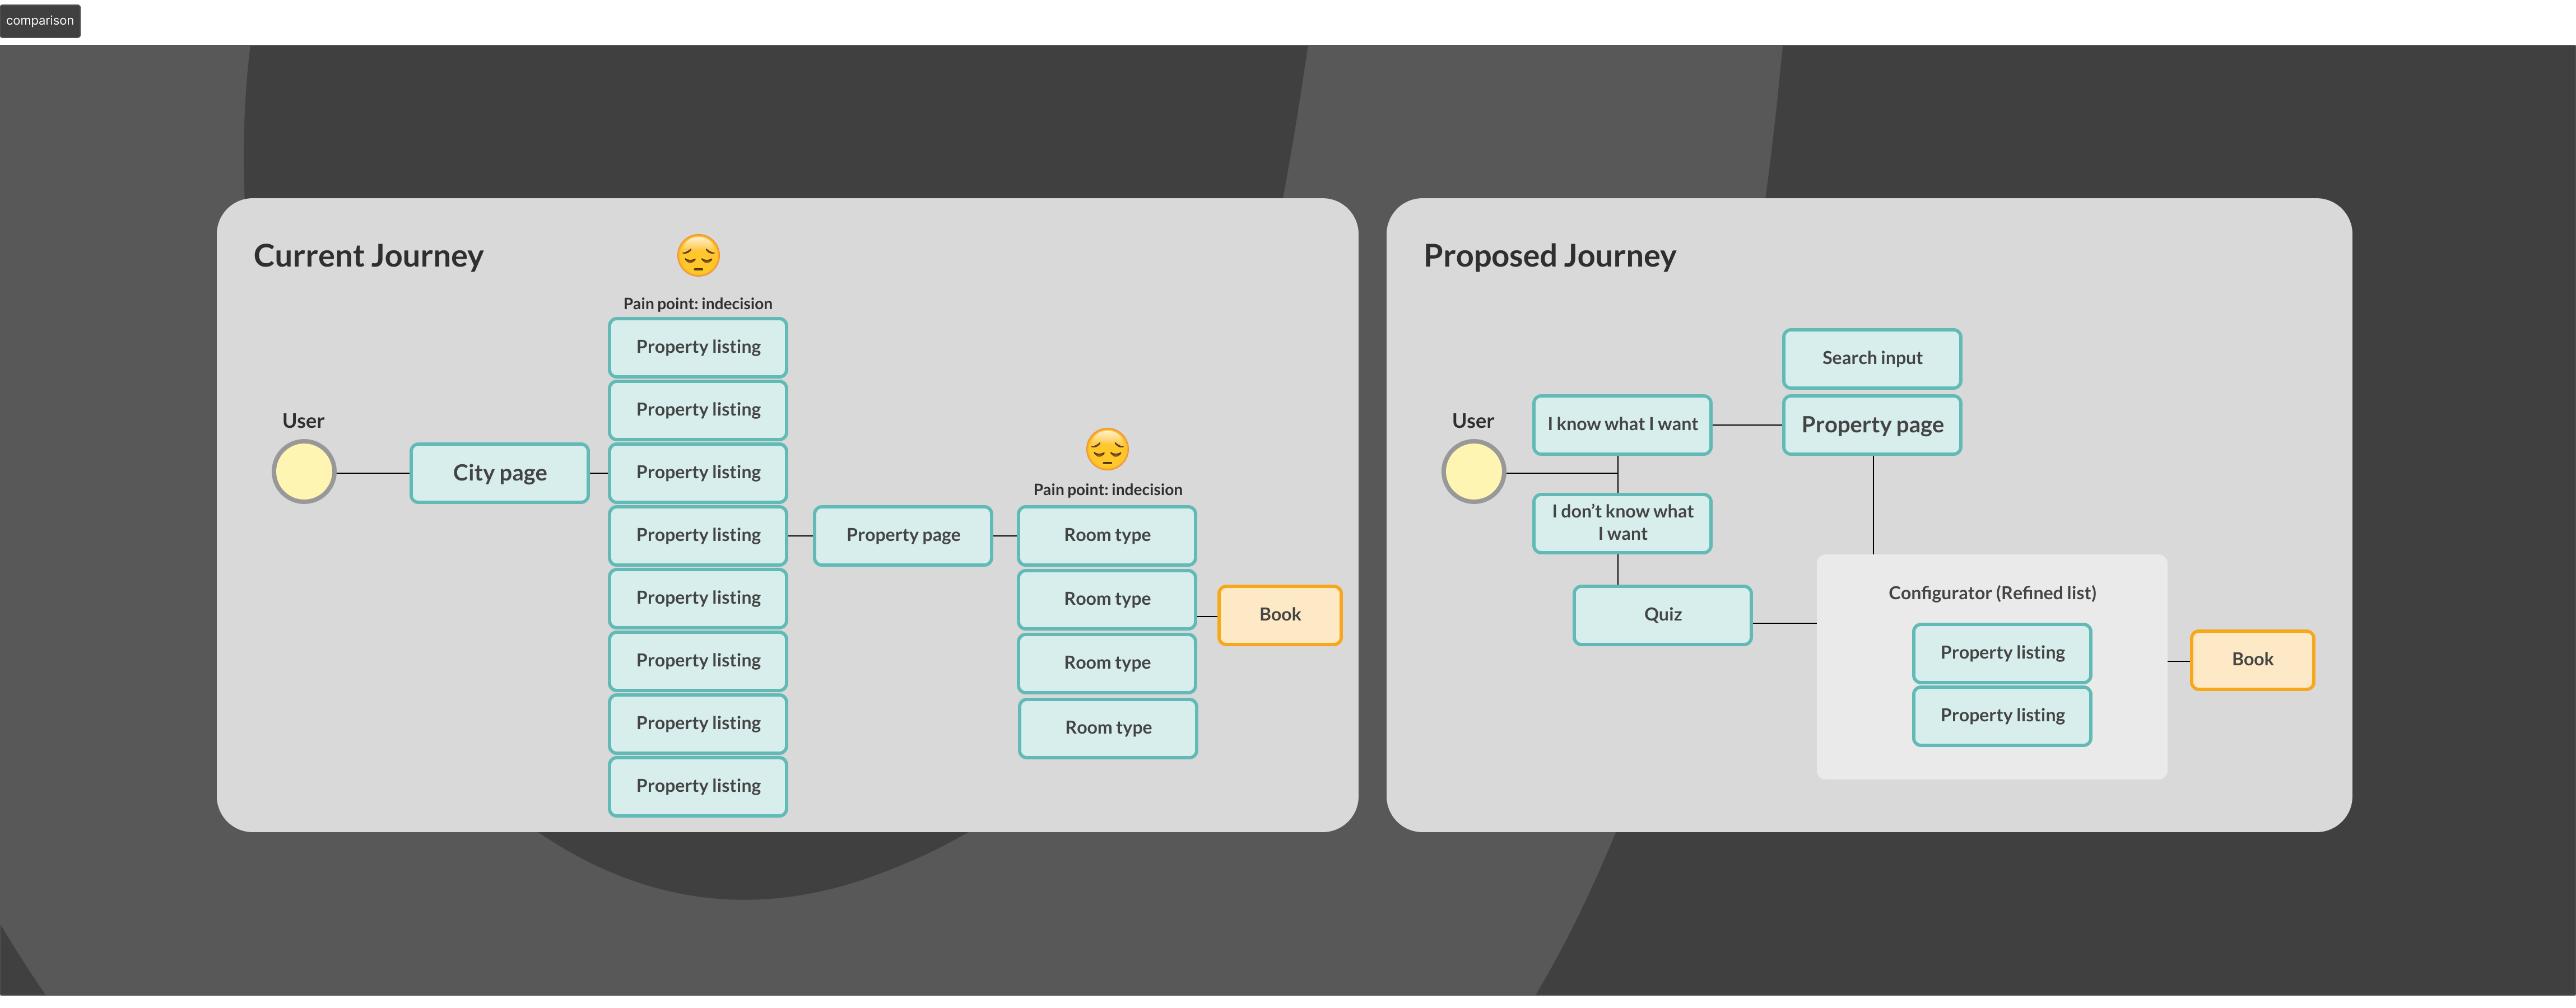 comparison
Current Journey
Pain point: indecision
Property listing
Property listing
Property listing
Property listing
Property listing
Property listing
Property listing
Property listing
User
City page
Property page
Pain point: indecision
Room type
Room type
Room type
Room type
Book
Proposed Journey
User
I know what I want
I don’t know what
I want
Search input
Property page
Quiz
Configurator (Refined list)
Property listing
Property listing
Book